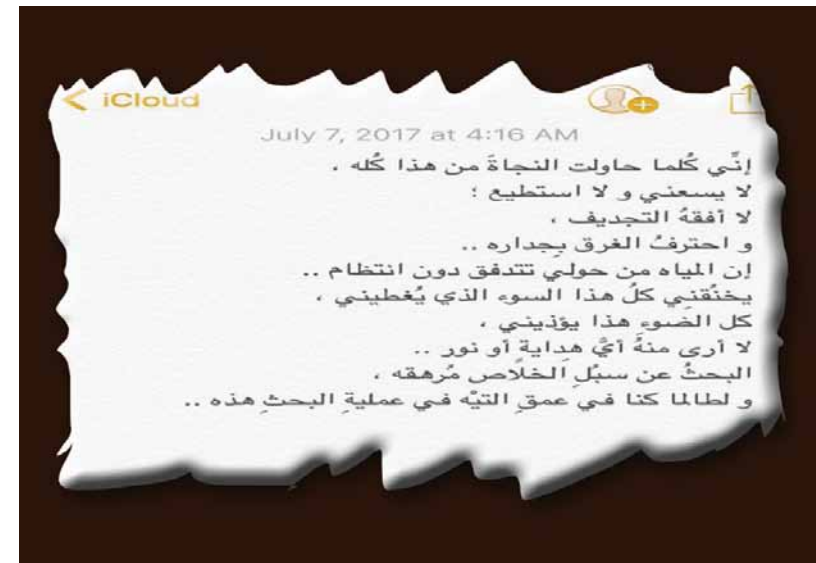 iCloud
July 7, 2017 at 4:16 AM
إنِّي كُلما حاولت النجاةَ من هذا كُله ،
لا يسعني و لا استطيع ؛
لا أفقهُ التجديف ،
و احترفُ الغرق بِجداره ..
إن المياه من حولي تتدفق دون انتظام ..
يخنُقني كلُ هذا السوء الذي يُغطيني ،
كل الضوءِ هذا يؤذيني ،
لا أرى منهُ أيُّ هدايةٍ أو نور ..
البحثُ عن سبُلِ الخلاص مُرهقه ،
و لطالما كنا في عمقِ التيْه في عمليةِ البحثِ هذه ..